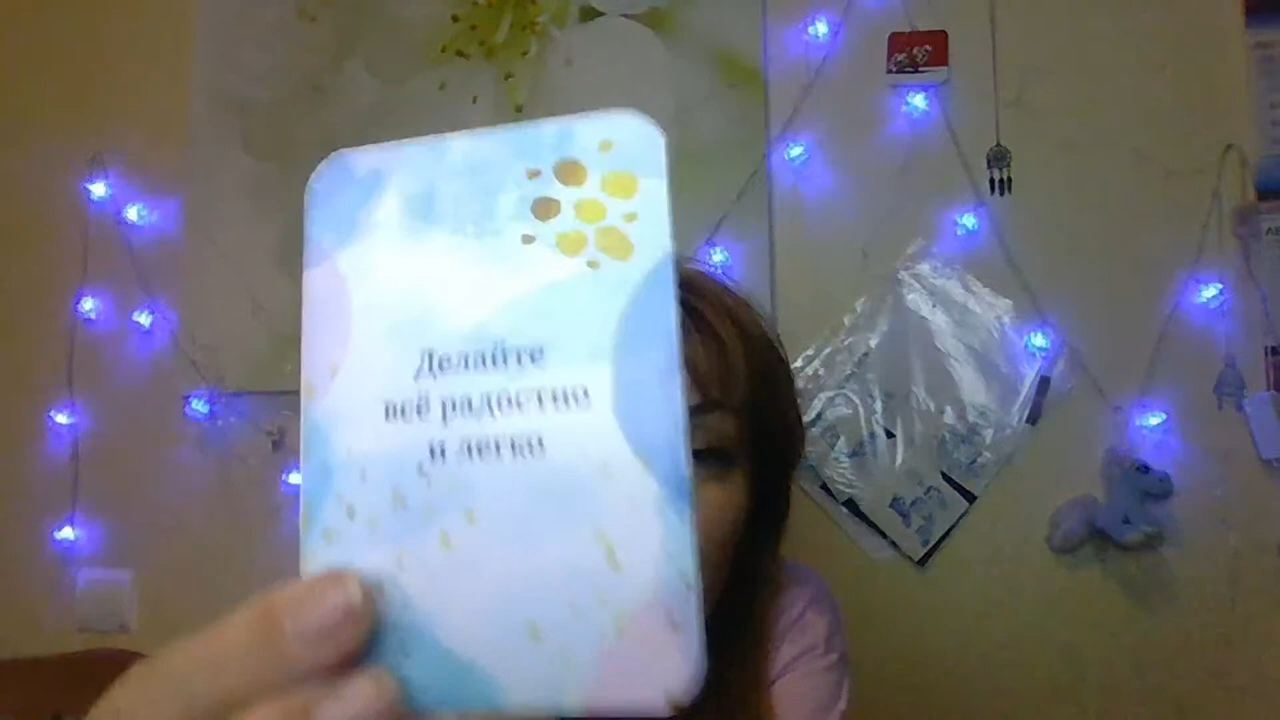 Делайте
всё радостно
и легко